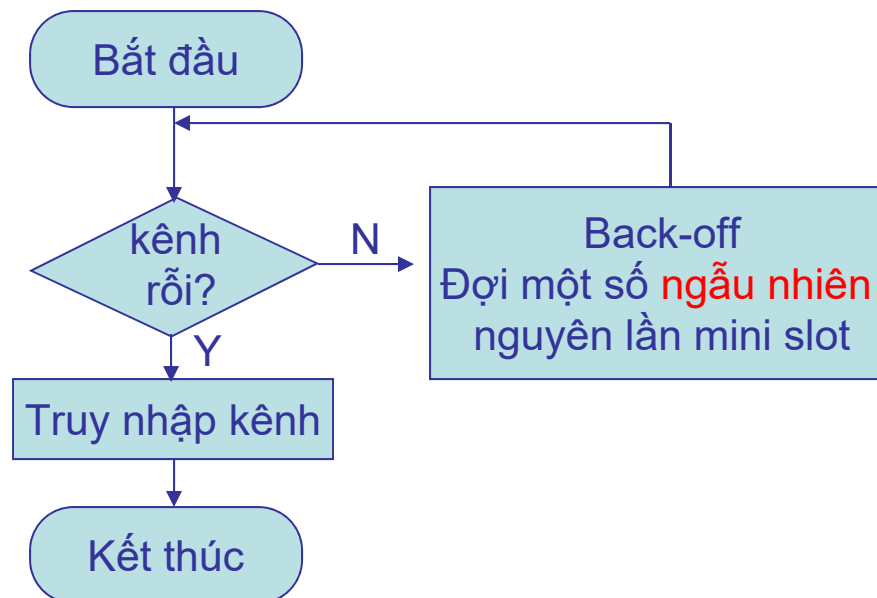 Bắt đầu
kênh
rỗi?
N
Back-off
Đợi một số ngẫu nhiên
nguyên lần mini slot
Y
Truy nhập kênh
Kết thúc